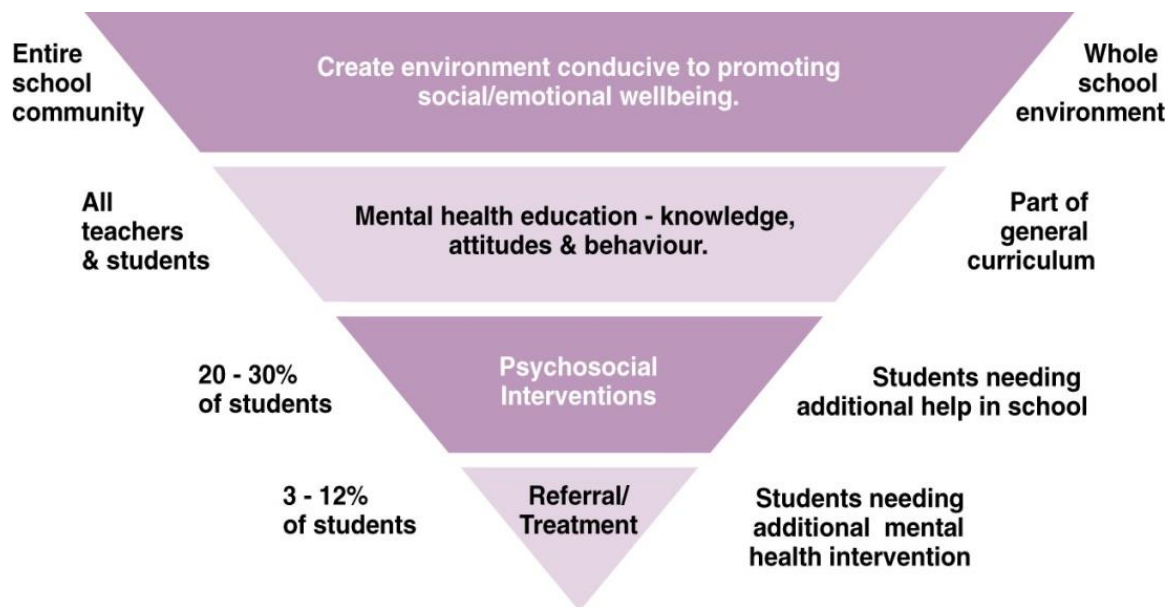 Entire
school
community
Create environment conducive to promoting
social/emotional wellbeing.
Whole
school
environment
All
teachers
& students
Mental health education - knowledge,
attitudes & behaviour.
Part of
general
curriculum
20 - 30%
of students
Psychosocial
Interventions
Students needing
additional help in school
3 - 12%
of students
Referral/
Treatment
Students needing
additional mental
health intervention